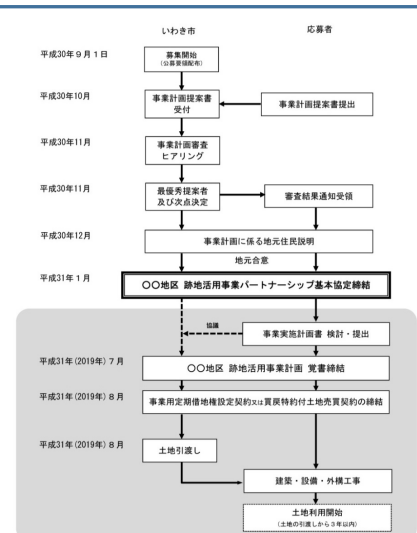 いわき市　応募者
平成30年９月１日　募集開始
（公募要領配布）
平成30年10月　事業計画提案書
受付　事業計画提案書提出
平成30年11月　事業計画審査
ヒアリング
平成30年11月　最優秀提案者
及び次点決定　審査結果通知受領
平成30年12月　事業計画に係る地元住民説明
地元合意
平成31年１月　〇〇地区 跡地活用事業パートナーシップ基本協定締結
協議　事業実施計画書 検討・提出
平成31年(2019年)７月　〇〇地区 跡地活用事業計画 覚書締結
平成31年(2019年)８月　事業用定期借地権設定契約又は買戻特約付土地売買契約の締結
平成31年(2019年)８月　土地引渡し
建築・設備・外構工事
土地利用開始
（土地の引渡しから３年以内）